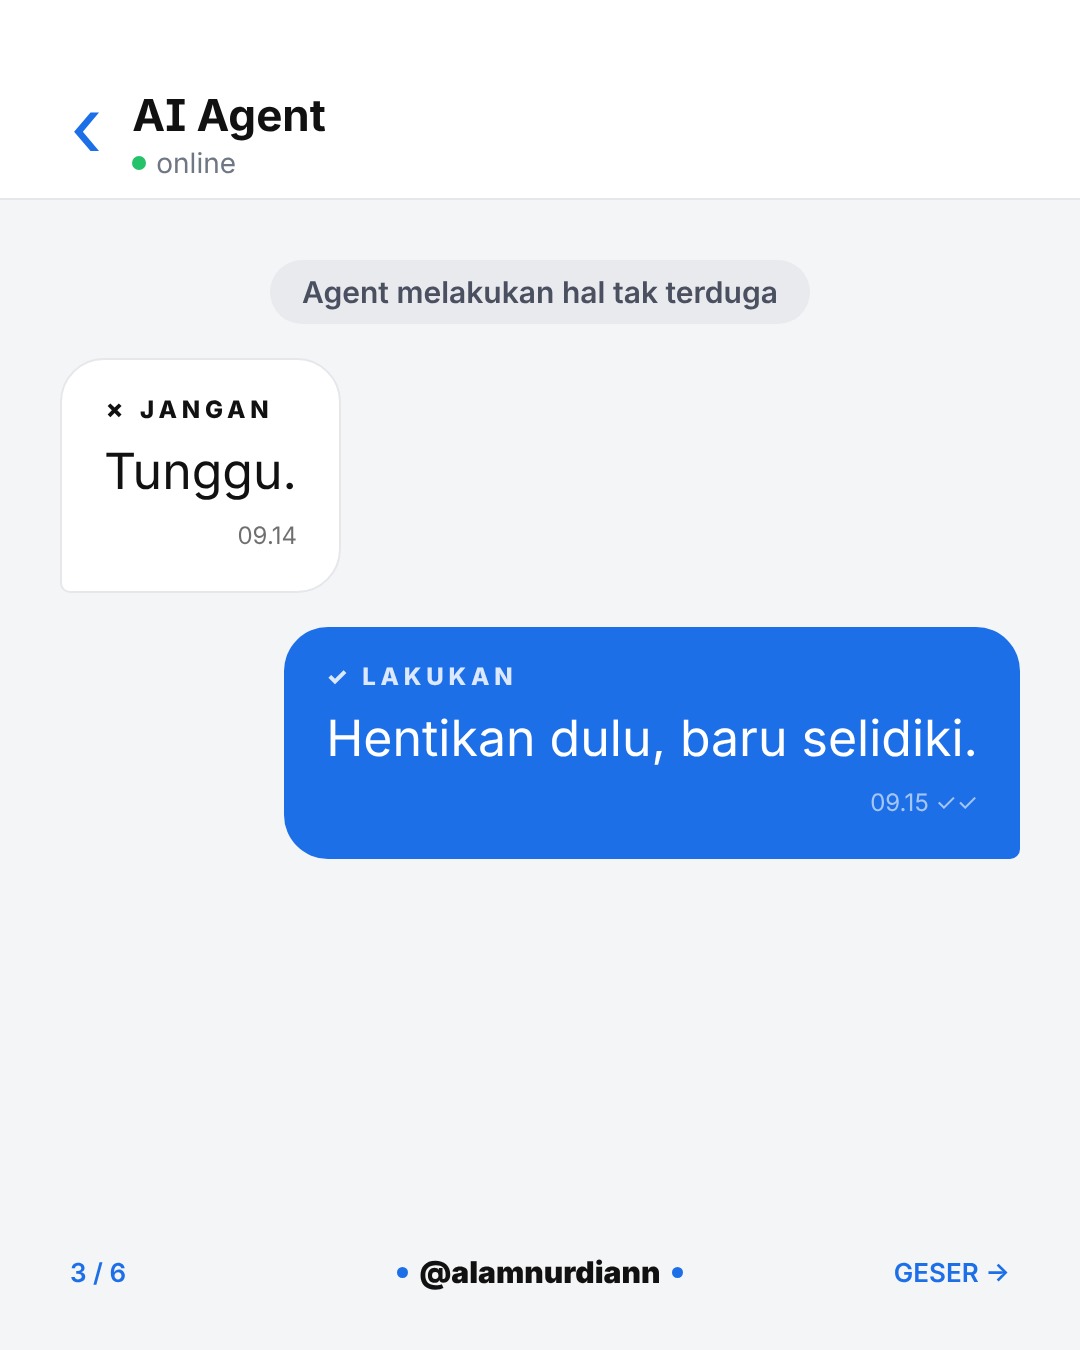 AI Agent
online
Agent melakukan hal tak terduga
× JANGAN
Tunggu.
09.14
✓ LAKUKAN
Hentikan dulu, baru selidiki.
09.15 ✓✓
3 / 6
• @alamnurdiann •
GESER →